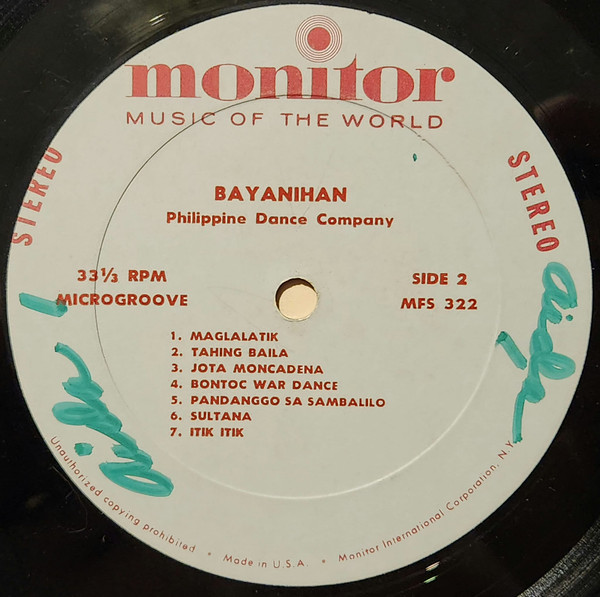 monitor
MUSIC OF THE WORLD
STEREO
STEREO
BAYANIHAN
Philippine Dance Company
33⅓ RPM
MICROGROOVE
SIDE 2
MFS 322
1. MAGLALATIK
2. TAHING BAILA
3. JOTA MONCADENA
4. BONTOC WAR DANCE
5. PANDANGGO SA SAMBALILO
6. SULTANA
7. ITIK ITIK
Unauthorized copying prohibited • Made in U.S.A. • Monitor International Corporation, N.Y.